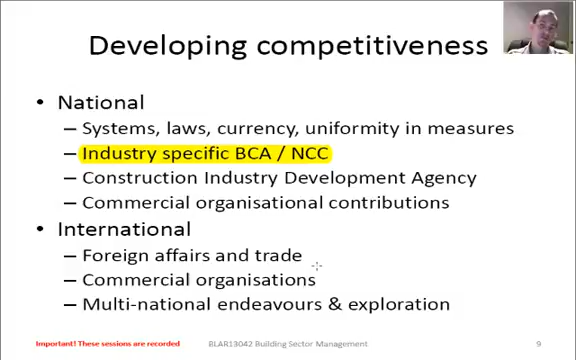 Developing competitiveness
• National
– Systems, laws, currency, uniformity in measures
– Industry specific BCA / NCC
– Construction Industry Development Agency
– Commercial organisational contributions
• International
– Foreign affairs and trade
– Commercial organisations
– Multi-national endeavours & exploration
Important! These sessions are recorded
BLAR13042 Building Sector Management
9